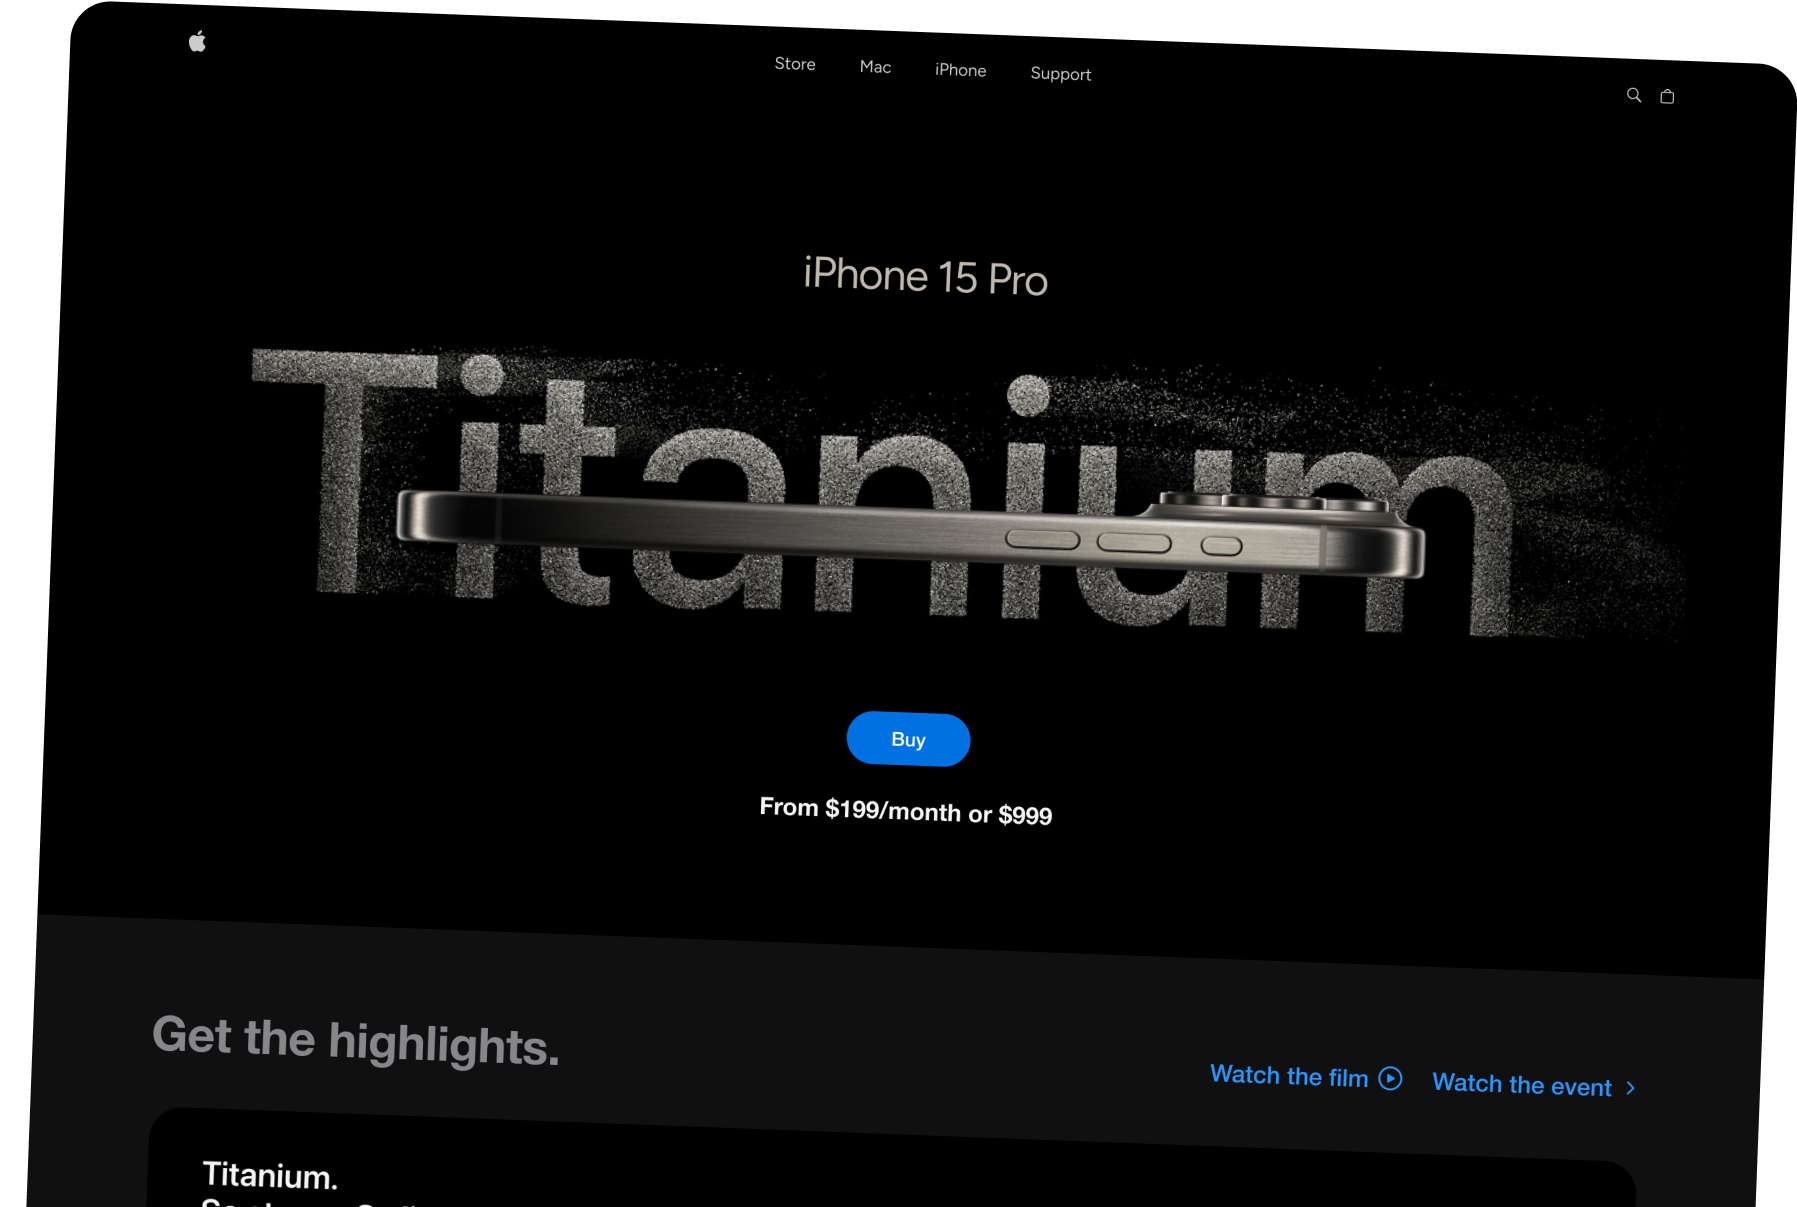 Store Mac iPhone Support
iPhone 15 Pro
Titanium
Buy
From $199/month or $999
Get the highlights.
Watch the film Watch the event
Titanium.